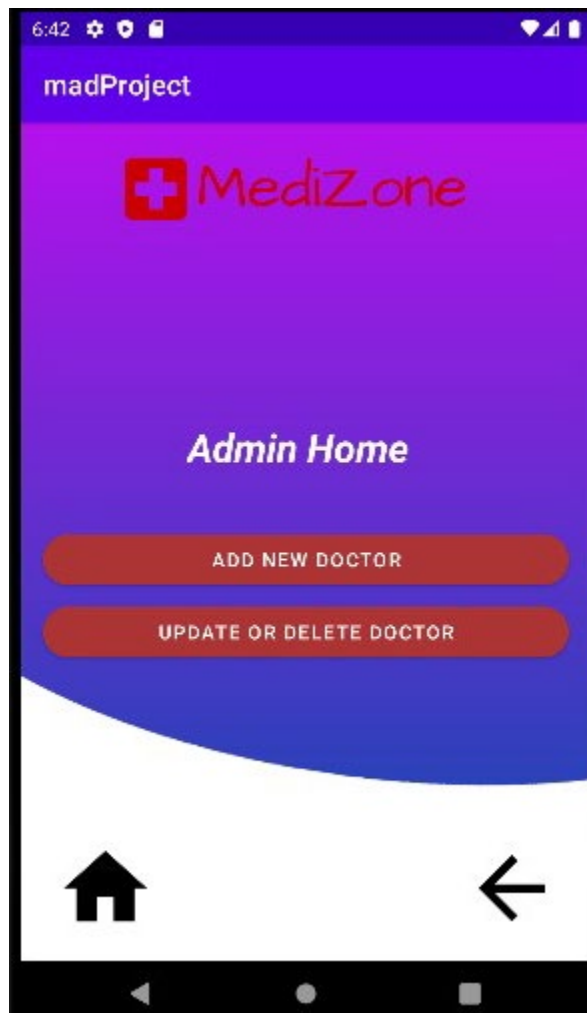 6:42
madProject
MediZone
Admin Home
ADD NEW DOCTOR
UPDATE OR DELETE DOCTOR